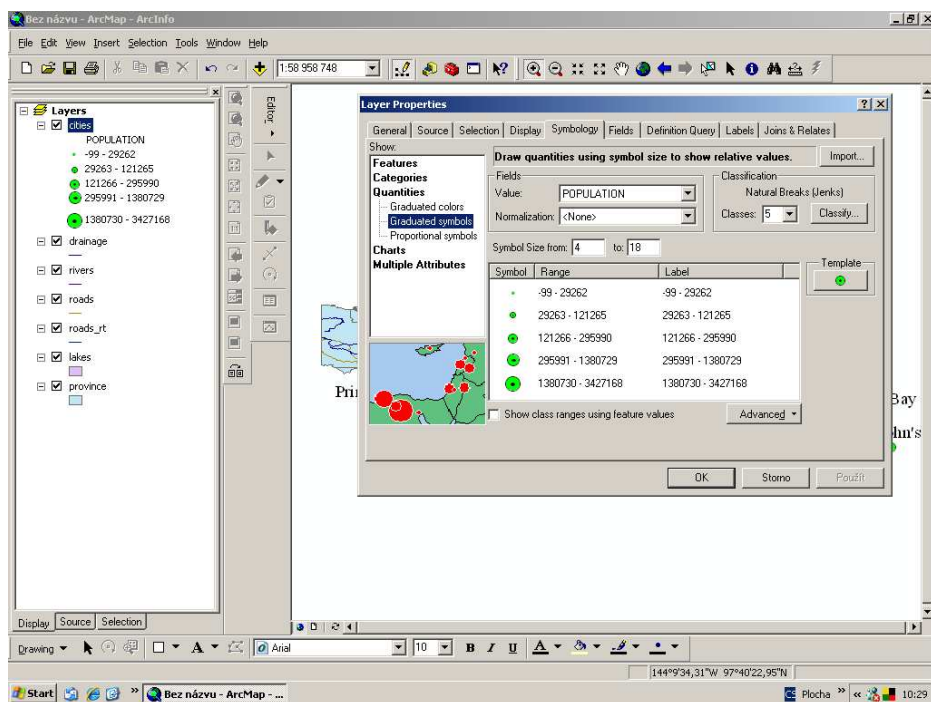 Bez názvu - ArcMap - ArcInfo
File Edit View Insert Selection Tools Window Help
1:58 958 748
Layers
cities
POPULATION
-99 - 29262
29263 - 121265
121266 - 295990
295991 - 1380729
1380730 - 3427168
drainage
rivers
roads
roads_rt
lakes
province
Display Source Selection
Editor
Layer Properties
General Source Selection Display Symbology Fields Definition Query Labels Joins & Relates
Show:
Features
Categories
Quantities
Graduated colors
Graduated symbols
Proportional symbols
Charts
Multiple Attributes
Draw quantities using symbol size to show relative values.
Import...
Fields
Value: POPULATION
Normalization: <None>
Classification
Natural Breaks (Jenks)
Classes: 5 Classify...
Symbol Size from: 4 to: 18
Template
Symbol Range Label
-99 - 29262 -99 - 29262
29263 - 121265 29263 - 121265
121266 - 295990 121266 - 295990
295991 - 1380729 295991 - 1380729
1380730 - 3427168 1380730 - 3427168
Show class ranges using feature values
Advanced
OK Storno Použít
Pri
Bay
hn's
Drawing A Arial 10 B I U A
144°9'34,31"W 97°40'22,95"N
Start » Bez názvu - ArcMap - ... CS Plocha » « 10:29